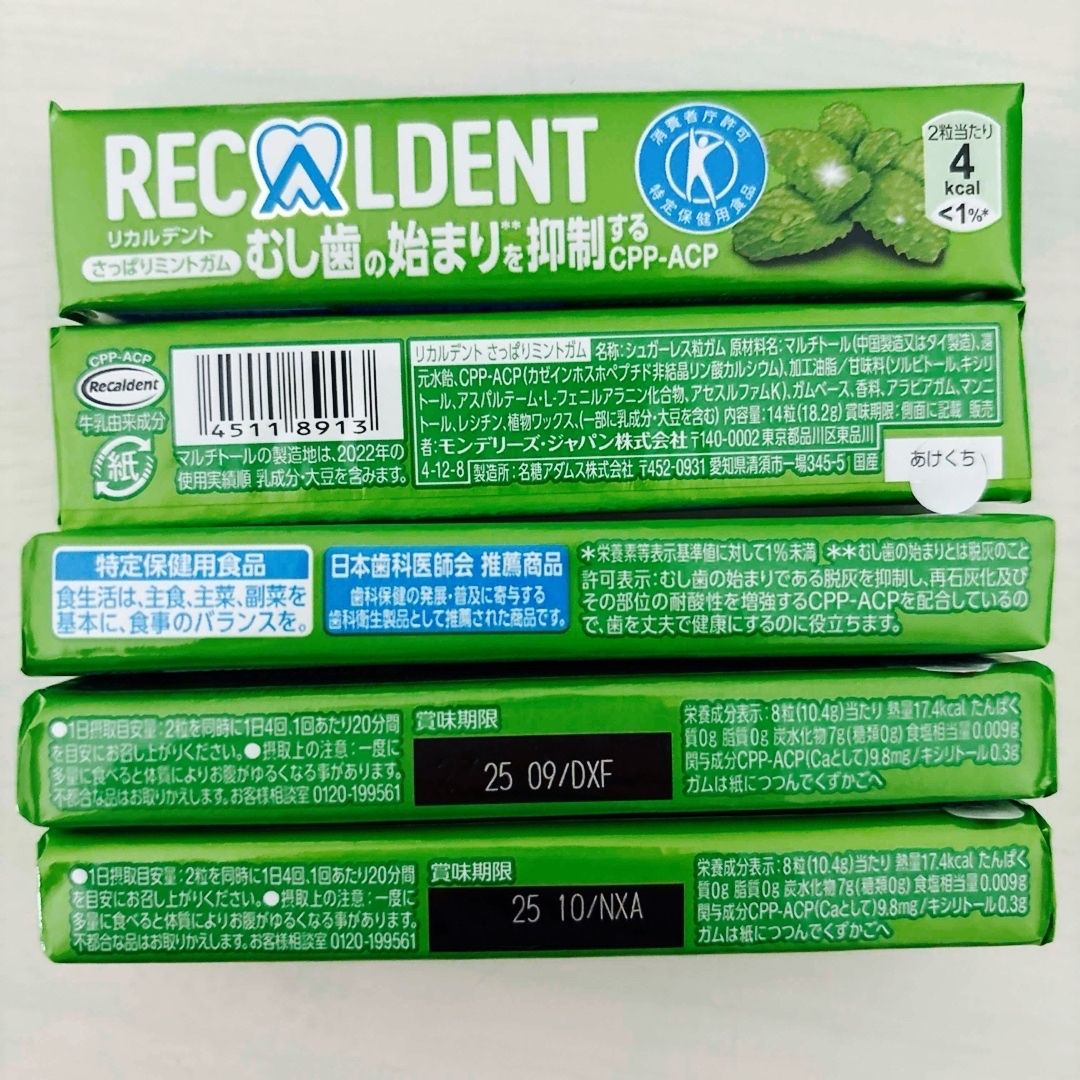 RECALDENT
リカルデント
さっぱりミントガム
むし歯の始まり**を抑制する
CPP-ACP
消費者庁許可
特定保健用食品
2粒当たり
4
kcal
<1%*
CPP-ACP
Recaldent
牛乳由来成分
紙
4511 8913
マルチトールの製造地は、2022年の
使用実績順 乳成分・大豆を含みます。
リカルデント さっぱりミントガム 名称:シュガーレス粒ガム 原材料名:マルチトール(中国製造又はタイ製造)、還
元水飴、CPP-ACP(カゼインホスホペプチド非結晶リン酸カルシウム)、加工油脂/甘味料(ソルビトール、キシリ
トール、アスパルテーム・L-フェニルアラニン化合物、アセスルファムK)、ガムベース、香料、アラビアガム、マンニ
トール、レシチン、植物ワックス、(一部に乳成分・大豆を含む) 内容量:14粒(18.2g) 賞味期限:側面に記載 販売
者:モンデリーズ・ジャパン株式会社 〒140-0002 東京都品川区東品川
4-12-8 製造所:名糖アダムス株式会社 〒452-0931 愛知県清須市一場345-5 国産
あけくち
特定保健用食品
食生活は、主食、主菜、副菜を
基本に、食事のバランスを。
日本歯科医師会 推薦商品
歯科保健の発展・普及に寄与する
歯科衛生製品として推薦された商品です。
*栄養素等表示基準値に対して1%未満 **むし歯の始まりとは脱灰のこと
許可表示:むし歯の始まりである脱灰を抑制し、再石灰化及び
その部位の耐酸性を増強するCPP-ACPを配合しているの
で、歯を丈夫で健康にするのに役立ちます。
●1日摂取目安量:2粒を同時に1日4回、1回あたり20分間
を目安にお召し上がりください。●摂取上の注意:一度に
多量に食べると体質によりお腹がゆるくなる事があります。
不都合な品はお取りかえします。お客様相談室 0120-199561
賞味期限
25 09/DXF
栄養成分表示:8粒(10.4g)当たり 熱量17.4kcal たんぱく
質0g 脂質0g 炭水化物7g(糖類0g) 食塩相当量0.009g
関与成分CPP-ACP(Caとして)9.8mg/キシリトール0.3g
ガムは紙につつんでくずかごへ
●1日摂取目安量:2粒を同時に1日4回、1回あたり20分間
を目安にお召し上がりください。●摂取上の注意:一度に
多量に食べると体質によりお腹がゆるくなる事があります。
不都合な品はお取りかえします。お客様相談室 0120-199561
賞味期限
25 10/NXA
栄養成分表示:8粒(10.4g)当たり 熱量17.4kcal たんぱく
質0g 脂質0g 炭水化物7g(糖類0g) 食塩相当量0.009g
関与成分CPP-ACP(Caとして)9.8mg/キシリトール0.3g
ガムは紙につつんでくずかごへ